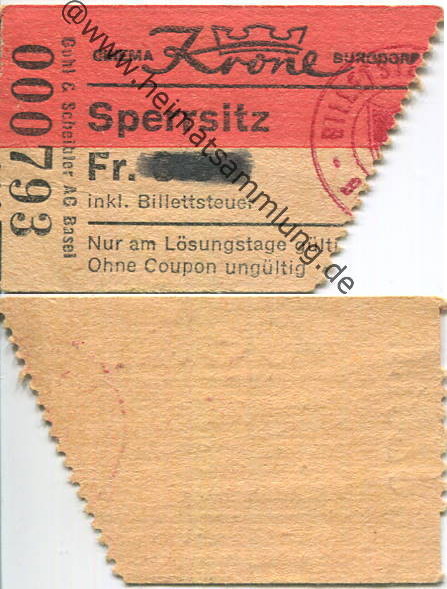 CINEMA Krone BURGDORF
Sperrsitz
Fr.
inkl. Billettsteuer
Nur am Lösungstage gülti
Ohne Coupon ungültig
000793
Guhl & Scheibler AG Basel
@www.heimatsammlung.de